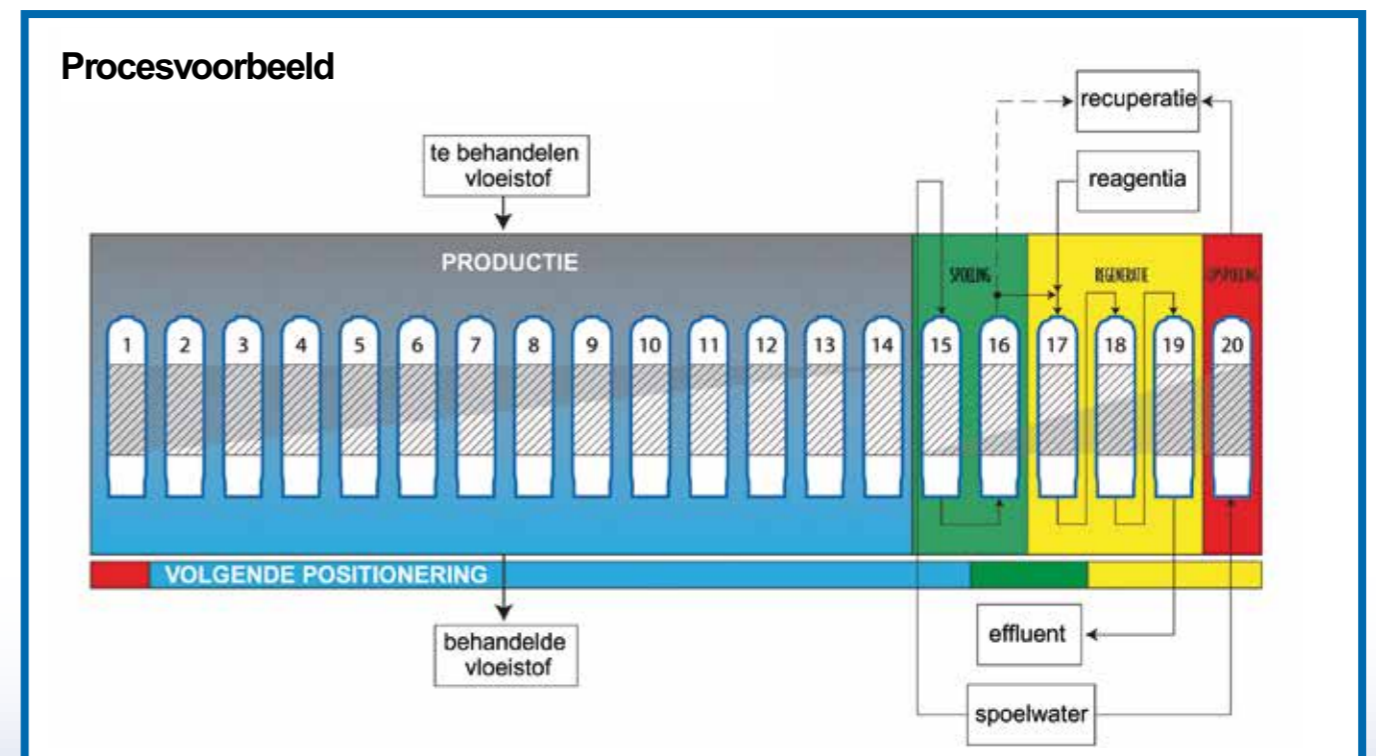 Procesvoorbeeld
recuperatie
te behandelen
vloeistof
reagentia
PRODUCTIE
SPOELING
REGENERATIE
OPSPOELING
1 2 3 4 5 6 7 8 9 10 11 12 13 14 15 16 17 18 19 20
VOLGENDE POSITIONERING
behandelde
vloeistof
effluent
spoelwater